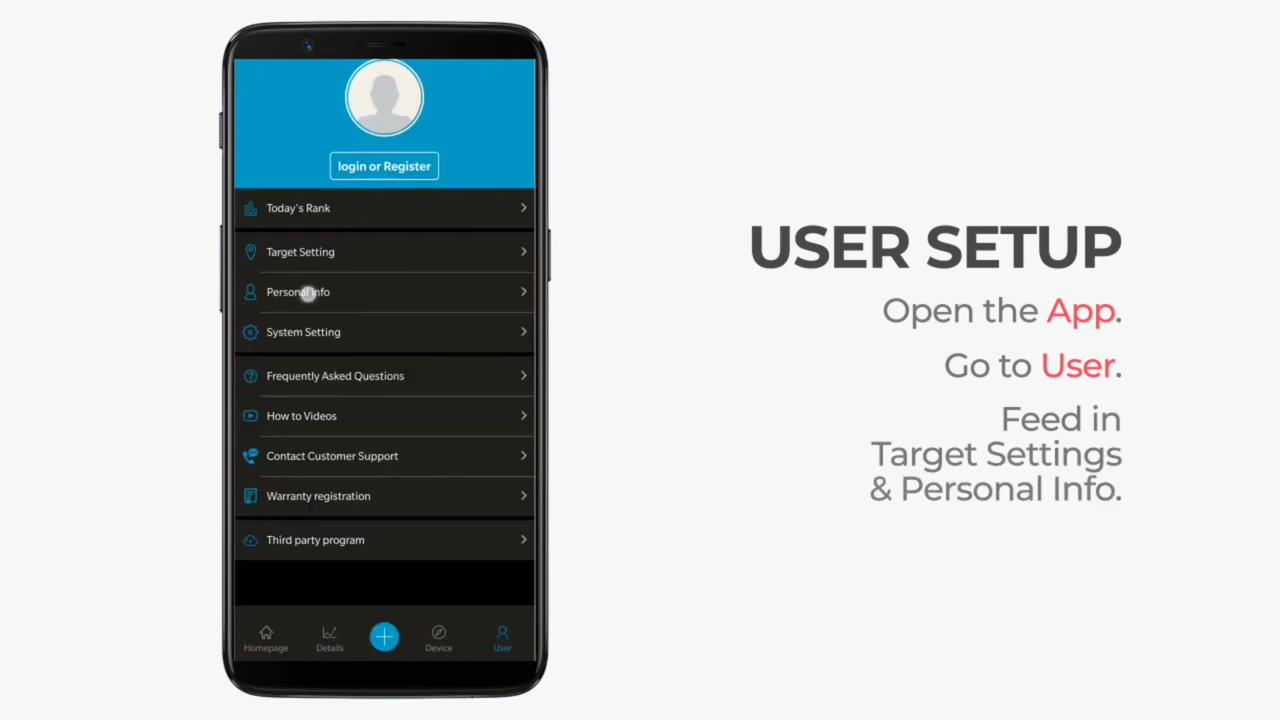 login or Register
Today's Rank
Target Setting
Personal Info
System Setting
Frequently Asked Questions
How to Videos
Contact Customer Support
Warranty registration
Third party program
Homepage
Details
Device
User
USER SETUP
Open the App.
Go to User.
Feed in
Target Settings
& Personal Info.